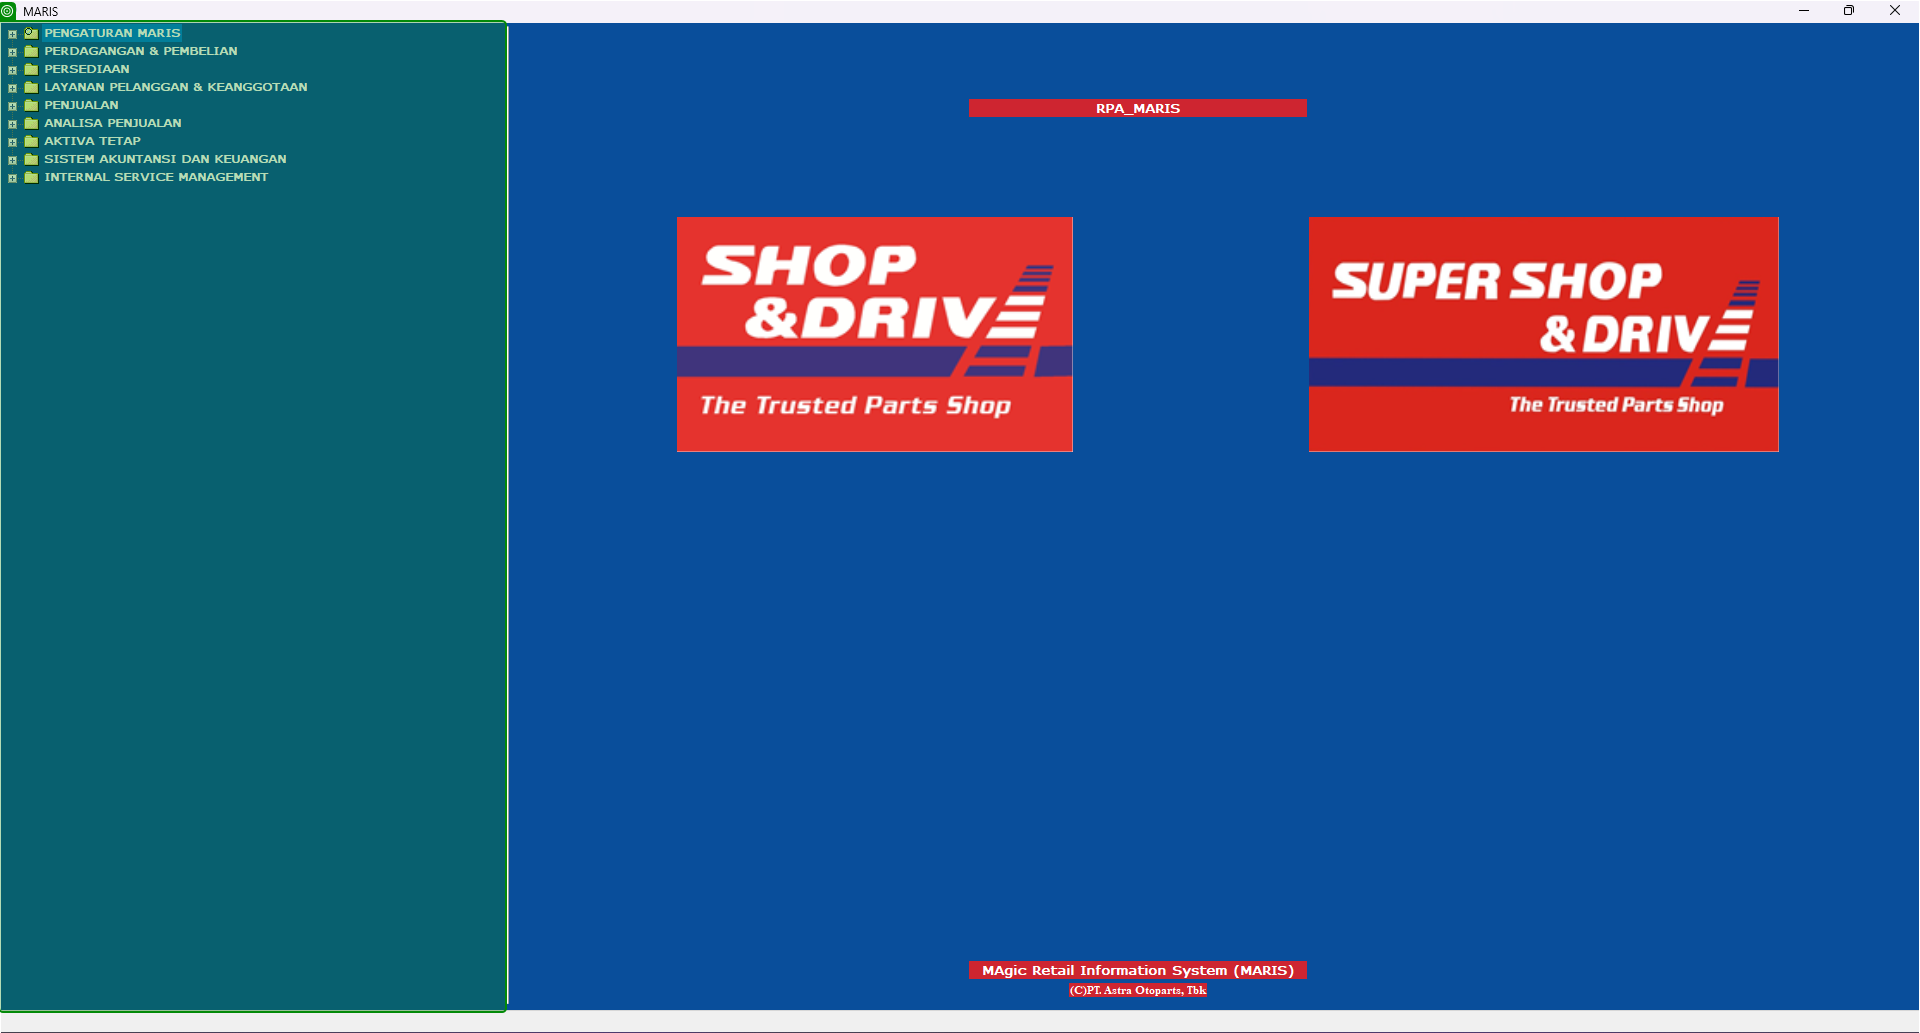 MARIS
PENGATURAN MARIS
PERDAGANGAN & PEMBELIAN
PERSEDIAAN
LAYANAN PELANGGAN & KEANGGOTAAN
PENJUALAN
ANALISA PENJUALAN
AKTIVA TETAP
SISTEM AKUNTANSI DAN KEUANGAN
INTERNAL SERVICE MANAGEMENT
RPA_MARIS
SHOP
&DRIVE
The Trusted Parts Shop
SUPER SHOP
&DRIVE
The Trusted Parts Shop
MAgic Retail Information System (MARIS)
(C)PT. Astra Otoparts, Tbk